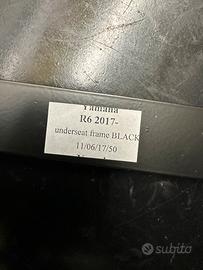 Yamaha
R6 2017-
underseat frame BLACK
11/06/17/50
subito